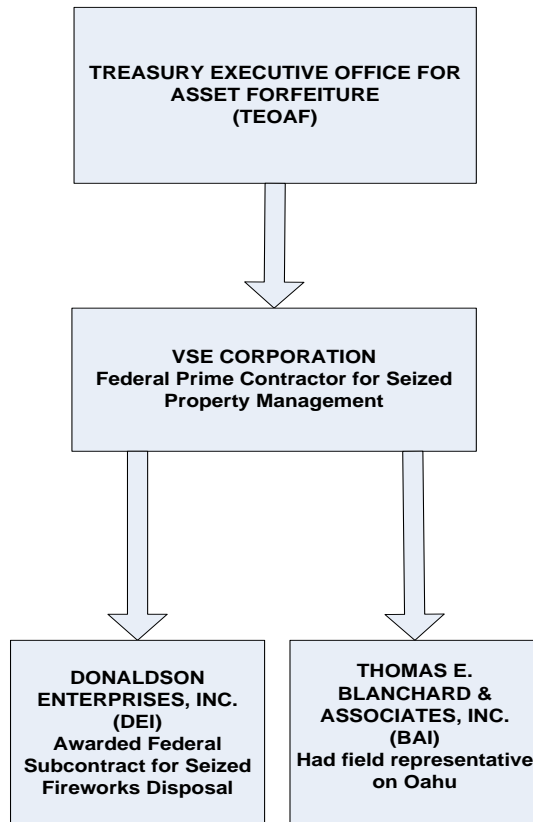 TREASURY EXECUTIVE OFFICE FOR
ASSET FORFEITURE
(TEOAF)
VSE CORPORATION
Federal Prime Contractor for Seized
Property Management
DONALDSON
ENTERPRISES, INC.
(DEI)
Awarded Federal
Subcontract for Seized
Fireworks Disposal
THOMAS E.
BLANCHARD &
ASSOCIATES, INC.
(BAI)
Had field representative
on Oahu